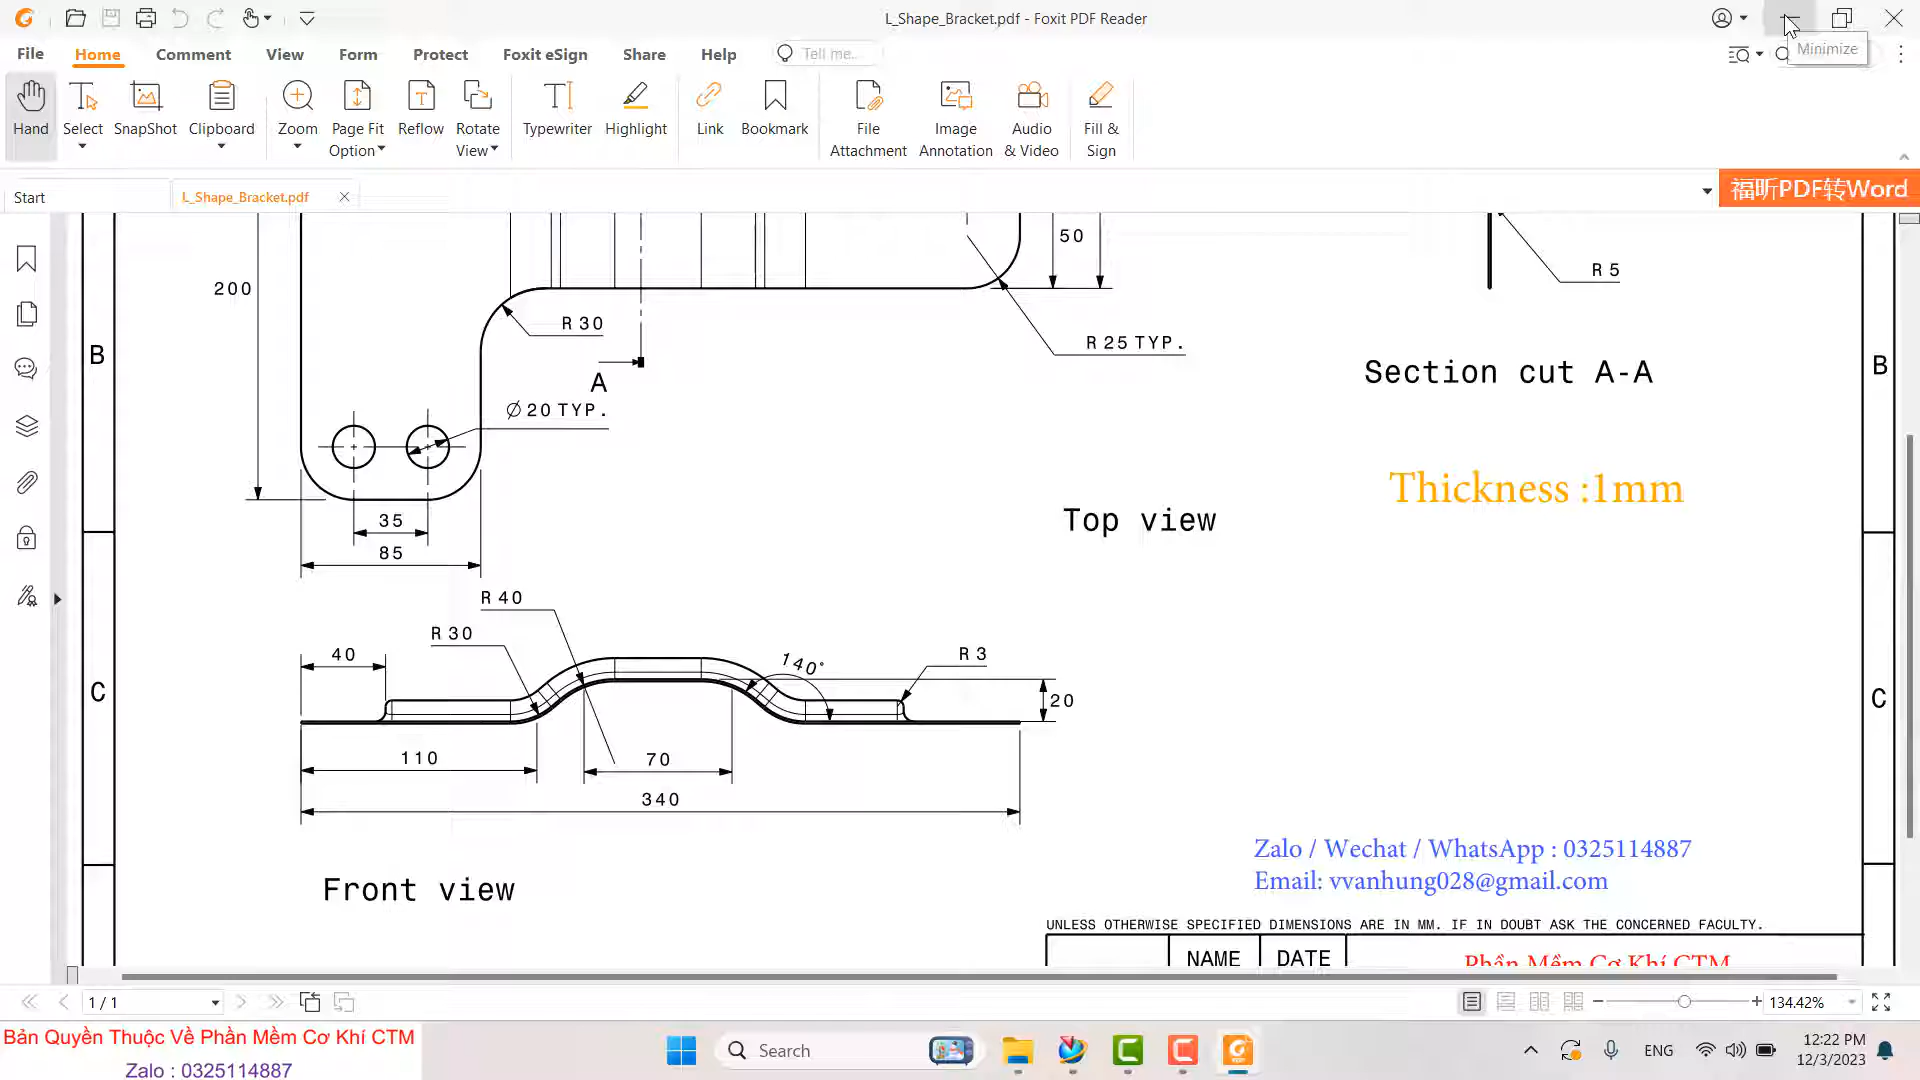 L_Shape_Bracket.pdf - Foxit PDF Reader
File
Home
Comment
View
Form
Protect
Foxit eSign
Share
Help
Tell me...
Minimize
Hand
Select
SnapShot
Clipboard
Zoom
Page Fit Option
Reflow
Rotate View
Typewriter
Highlight
Link
Bookmark
File Attachment
Image Annotation
Audio & Video
Fill & Sign
Start
L_Shape_Bracket.pdf
福昕PDF转Word
50
R 5
200
R 30
R 25 TYP.
B
B
A
Section cut A-A
Ø 20 TYP.
Thickness :1mm
35
Top view
85
R 40
R 30
40
140°
R 3
C
C
20
110
70
340
Zalo / Wechat / WhatsApp : 0325114887
Front view
Email: vvanhung028@gmail.com
UNLESS OTHERWISE SPECIFIED DIMENSIONS ARE IN MM. IF IN DOUBT ASK THE CONCERNED FACULTY.
NAME
DATE
Phần Mềm Cơ Khí CTM
1 / 1
134.42%
Bản Quyền Thuộc Về Phần Mềm Cơ Khí CTM
Zalo : 0325114887
Search
ENG
12:22 PM
12/3/2023